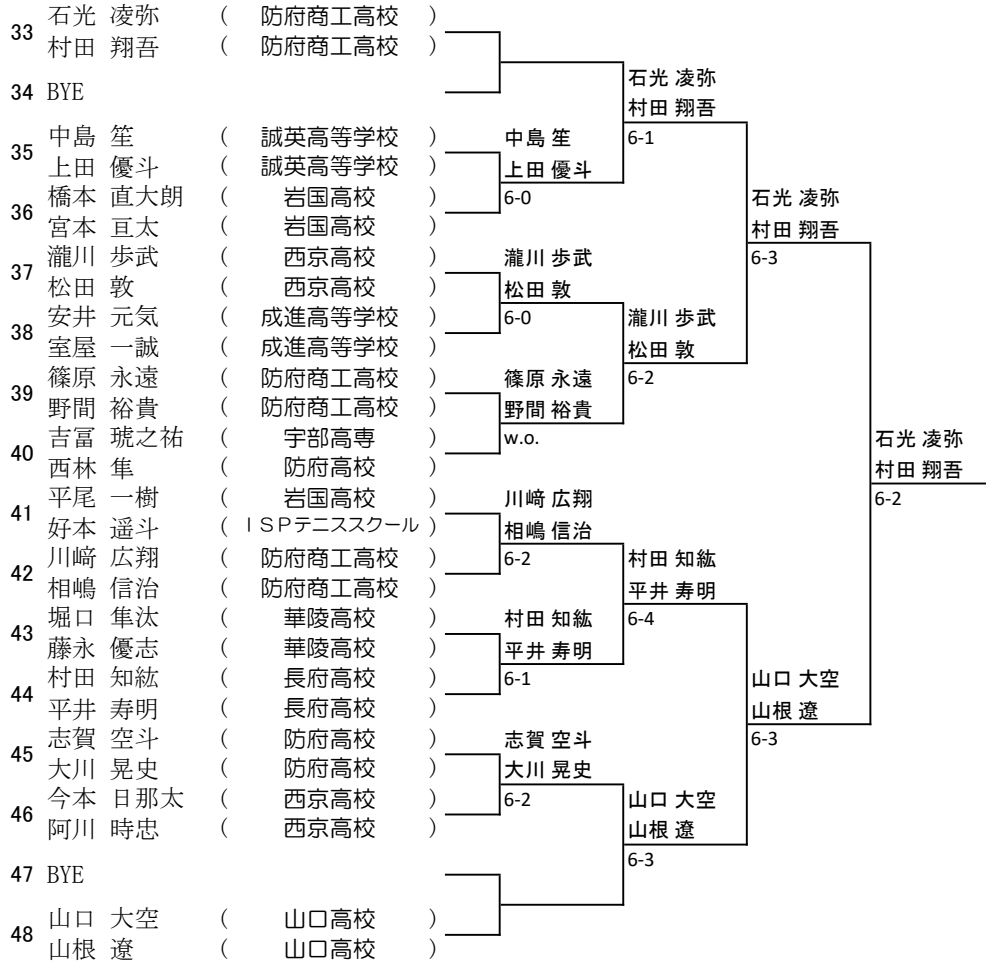 33 石光 凌弥 ( 防府商工高校 )
村田 翔吾 ( 防府商工高校 )
34 BYE
35 中島 笙 ( 誠英高等学校 )
上田 優斗 ( 誠英高等学校 )
36 橋本 直大朗 ( 岩国高校 )
宮本 亘太 ( 岩国高校 )
37 瀧川 歩武 ( 西京高校 )
松田 敦 ( 西京高校 )
38 安井 元気 ( 成進高等学校 )
室屋 一誠 ( 成進高等学校 )
39 篠原 永遠 ( 防府商工高校 )
野間 裕貴 ( 防府商工高校 )
40 吉冨 琥之祐 ( 宇部高専 )
西林 隼 ( 防府高校 )
41 平尾 一樹 ( 岩国高校 )
好本 遥斗 ( ISPテニススクール )
42 川﨑 広翔 ( 防府商工高校 )
相嶋 信治 ( 防府商工高校 )
43 堀口 隼汰 ( 華陵高校 )
藤永 優志 ( 華陵高校 )
44 村田 知紘 ( 長府高校 )
平井 寿明 ( 長府高校 )
45 志賀 空斗 ( 防府高校 )
大川 晃史 ( 防府高校 )
46 今本 日那太 ( 西京高校 )
阿川 時忠 ( 西京高校 )
47 BYE
48 山口 大空 ( 山口高校 )
山根 遼 ( 山口高校 )
中島 笙
上田 優斗
6-0
瀧川 歩武
松田 敦
6-0
篠原 永遠
野間 裕貴
w.o.
川﨑 広翔
相嶋 信治
6-2
村田 知紘
平井 寿明
6-1
志賀 空斗
大川 晃史
6-2
石光 凌弥
村田 翔吾
6-1
瀧川 歩武
松田 敦
6-2
村田 知紘
平井 寿明
6-4
山口 大空
山根 遼
6-3
石光 凌弥
村田 翔吾
6-3
山口 大空
山根 遼
6-3
石光 凌弥
村田 翔吾
6-2